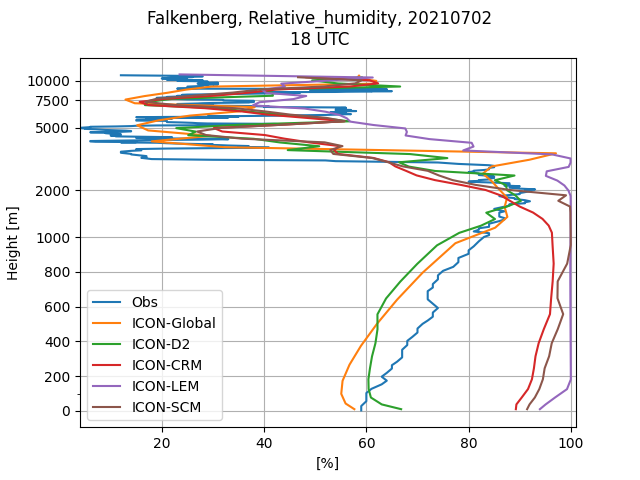 Falkenberg, Relative_humidity, 20210702
18 UTC
Height [m]
10000
7500
5000
2000
1000
800
600
400
200
0
Obs
ICON-Global
ICON-D2
ICON-CRM
ICON-LEM
ICON-SCM
20 40 60 80 100
[%]